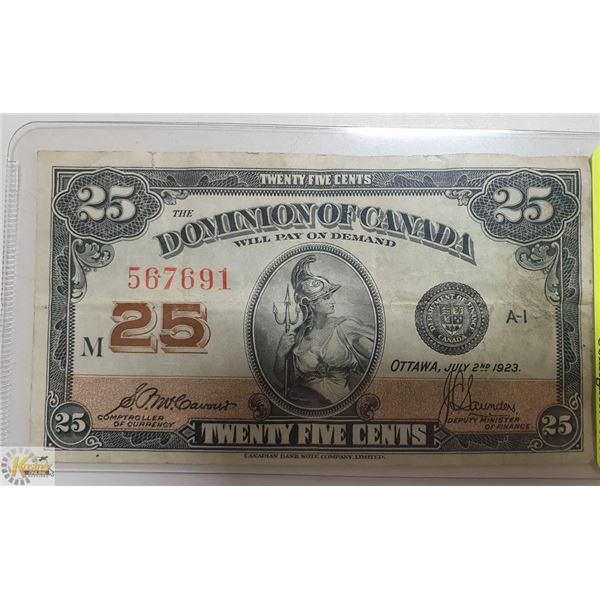 25 TWENTY FIVE CENTS 25
THE
DOMINION OF CANADA
WILL PAY ON DEMAND
567691
M 25
A-1
OTTAWA, JULY 2ND 1923.
COMPTROLLER
OF CURRENCY
J.C. Saunders
DEPUTY MINISTER
OF FINANCE.
25 TWENTY FIVE CENTS 25
CANADIAN BANK NOTE COMPANY, LIMITED.